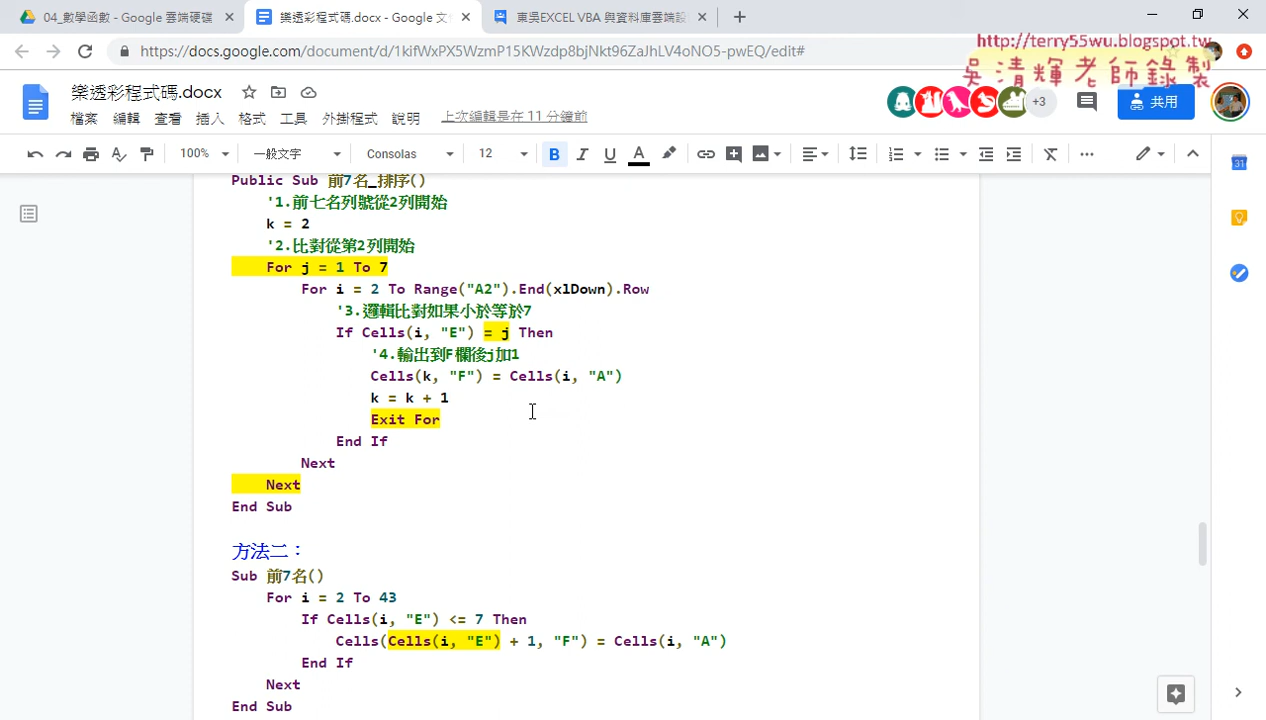 04_數學函數 - Google 雲端硬碟
樂透彩程式碼.docx - Google 文
東吳EXCEL VBA 與資料庫雲端設
https://docs.google.com/document/d/1kifWxPX5WzmP15KWzdp8bjNkt96ZaJhLV4oNO5-pwEQ/edit#
http://terry55wu.blogspot.tw
吳清輝老師錄製
樂透彩程式碼.docx
+3
共用
檔案 編輯 查看 插入 格式 工具 外掛程式 說明 上次編輯是在 11 分鐘前
100% 一般文字 Consolas 12 B I U A
31
Public Sub 前7名_排序()
'1.前七名列號從2列開始
k = 2
'2.比對從第2列開始
For j = 1 To 7
For i = 2 To Range("A2").End(xlDown).Row
'3.邏輯比對如果小於等於7
If Cells(i, "E") = j Then
'4.輸出到F欄後j加1
Cells(k, "F") = Cells(i, "A")
k = k + 1
Exit For
End If
Next
Next
End Sub
方法二：
Sub 前7名()
For i = 2 To 43
If Cells(i, "E") <= 7 Then
Cells(Cells(i, "E") + 1, "F") = Cells(i, "A")
End If
Next
End Sub